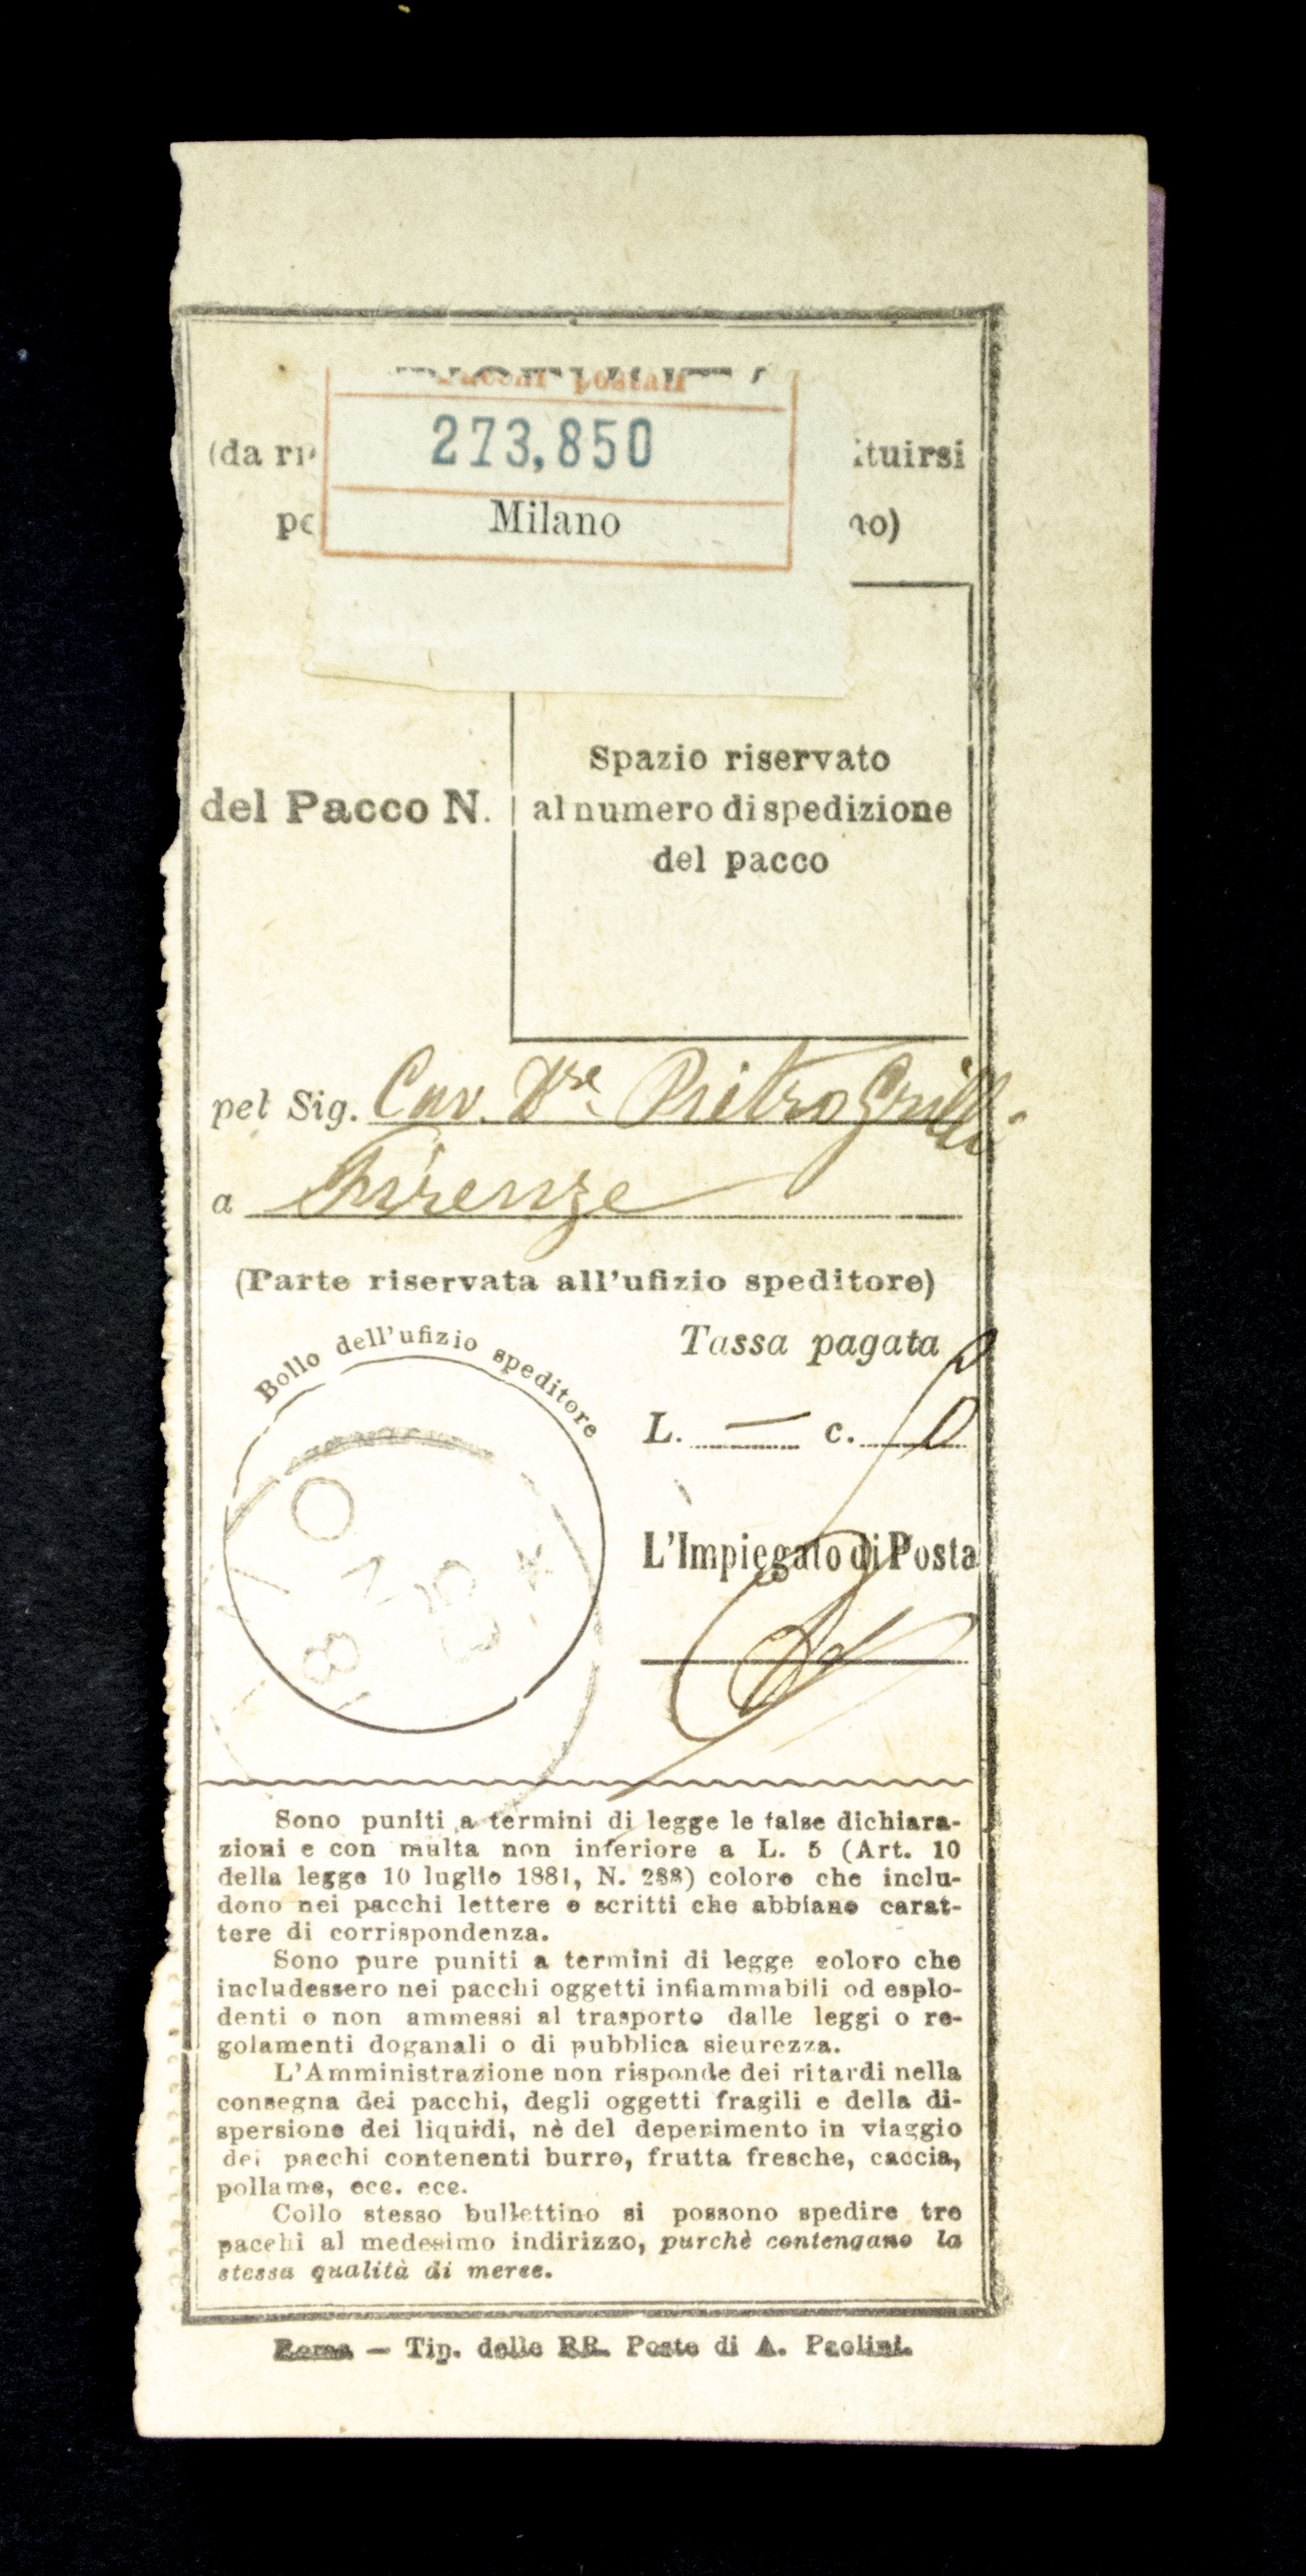 RICEVUTA
Pacchi postali
(da ri
273,850
ituirsi
Milano
no)
Spazio riservato
del Pacco N.
al numero di spedizione
del pacco
pel Sig. Cav. Pietro Grilli
a Firenze
(Parte riservata all'ufizio speditore)
Bollo dell'ufizio speditore
Tassa pagata
L. — c.
L'Impiegato di Posta
Sono puniti a termini di legge le false dichiara-
zioni e con multa non inferiore a L. 5 (Art. 10
della legge 10 luglio 1881, N. 288) coloro che inclu-
dono nei pacchi lettere o scritti che abbiano carat-
tere di corrispondenza.
Sono pure puniti a termini di legge coloro che
includessero nei pacchi oggetti infiammabili od esplo-
denti o non ammessi al trasporto dalle leggi o re-
golamenti doganali o di pubblica sicurezza.
L'Amministrazione non risponde dei ritardi nella
consegna dei pacchi, degli oggetti fragili e della di-
spersione dei liquidi, nè del deperimento in viaggio
dei pacchi contenenti burro, frutta fresche, caccia,
pollame, ecc. ecc.
Collo stesso bullettino si possono spedire tre
pacchi al medesimo indirizzo, purchè contengano la
stessa qualità di merce.
Roma — Tip. delle RR. Poste di A. Paolini.